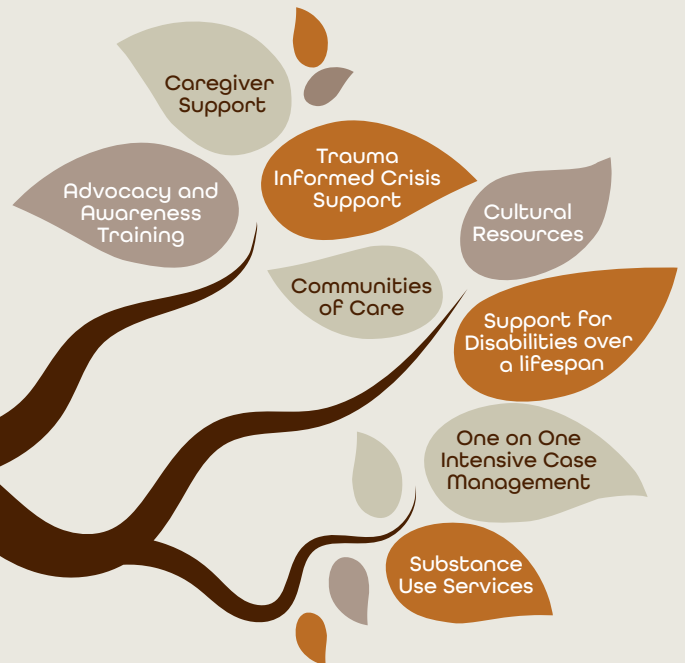 Caregiver
Support
Trauma
Informed Crisis
Support
Advocacy and
Awareness
Training
Cultural
Resources
Communities
of Care
Support for
Disabilities over
a lifespan
One on One
Intensive Case
Management
Substance
Use Services